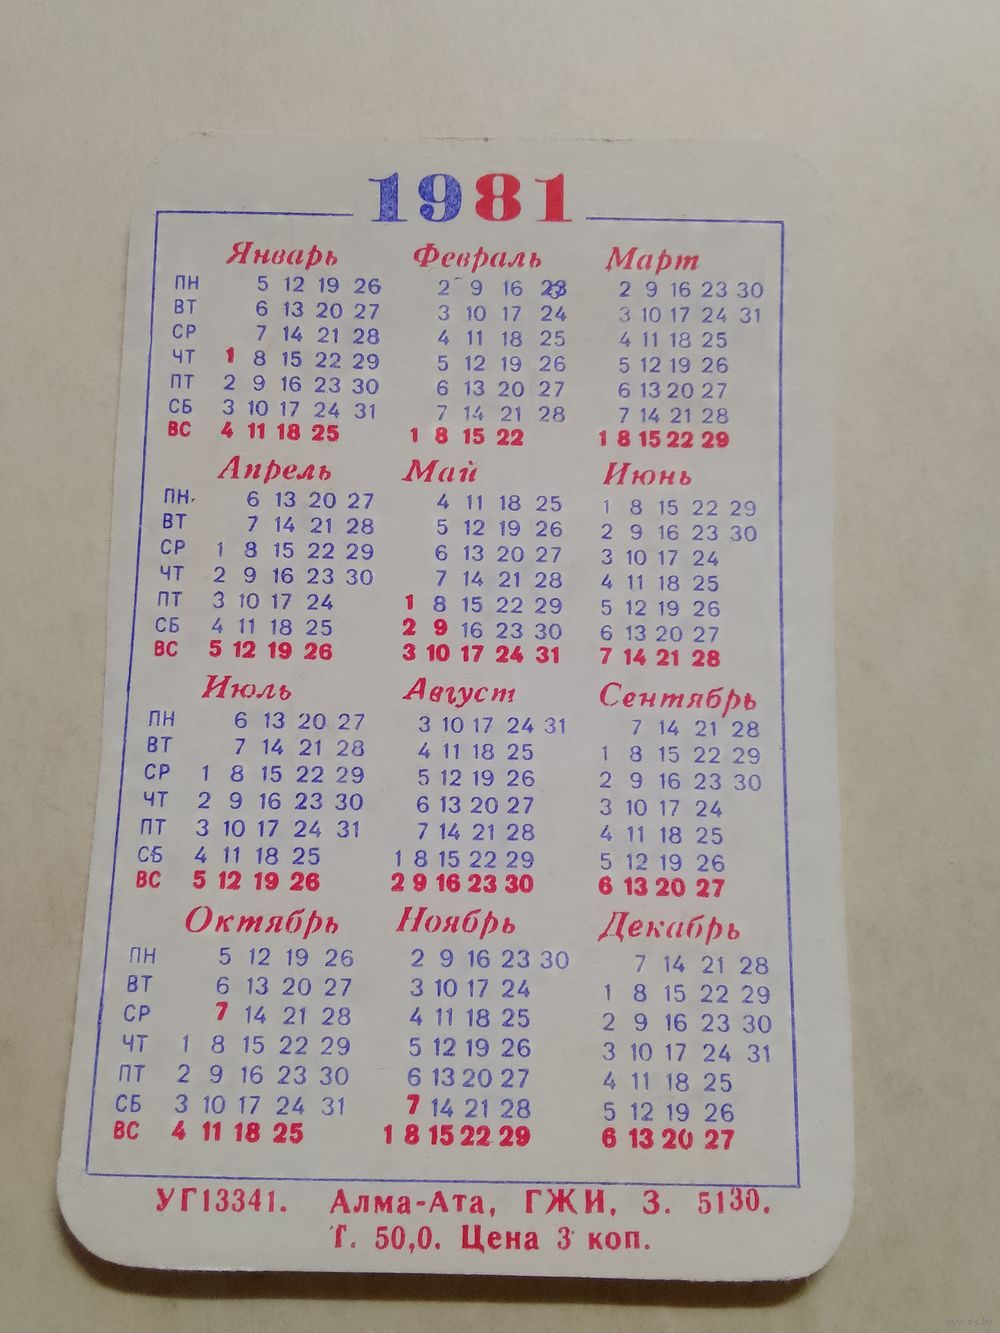 1981
Январь Февраль Март
ПН 5 12 19 26 2 9 16 23 2 9 16 23 30
ВТ 6 13 20 27 3 10 17 24 3 10 17 24 31
СР 7 14 21 28 4 11 18 25 4 11 18 25
ЧТ 1 8 15 22 29 5 12 19 26 5 12 19 26
ПТ 2 9 16 23 30 6 13 20 27 6 13 20 27
СБ 3 10 17 24 31 7 14 21 28 7 14 21 28
ВС 4 11 18 25 1 8 15 22 1 8 15 22 29
Апрель Май Июнь
ПН 6 13 20 27 4 11 18 25 1 8 15 22 29
ВТ 7 14 21 28 5 12 19 26 2 9 16 23 30
СР 1 8 15 22 29 6 13 20 27 3 10 17 24
ЧТ 2 9 16 23 30 7 14 21 28 4 11 18 25
ПТ 3 10 17 24 1 8 15 22 29 5 12 19 26
СБ 4 11 18 25 2 9 16 23 30 6 13 20 27
ВС 5 12 19 26 3 10 17 24 31 7 14 21 28
Июль Август Сентябрь
ПН 6 13 20 27 3 10 17 24 31 7 14 21 28
ВТ 7 14 21 28 4 11 18 25 1 8 15 22 29
СР 1 8 15 22 29 5 12 19 26 2 9 16 23 30
ЧТ 2 9 16 23 30 6 13 20 27 3 10 17 24
ПТ 3 10 17 24 31 7 14 21 28 4 11 18 25
СБ 4 11 18 25 1 8 15 22 29 5 12 19 26
ВС 5 12 19 26 2 9 16 23 30 6 13 20 27
Октябрь Ноябрь Декабрь
ПН 5 12 19 26 2 9 16 23 30 7 14 21 28
ВТ 6 13 20 27 3 10 17 24 1 8 15 22 29
СР 7 14 21 28 4 11 18 25 2 9 16 23 30
ЧТ 1 8 15 22 29 5 12 19 26 3 10 17 24 31
ПТ 2 9 16 23 30 6 13 20 27 4 11 18 25
СБ 3 10 17 24 31 7 14 21 28 5 12 19 26
ВС 4 11 18 25 1 8 15 22 29 6 13 20 27
УГ13341. Алма-Ата, ГЖИ, З. 5130.
Т. 50,0. Цена 3 коп.
www.ay.by